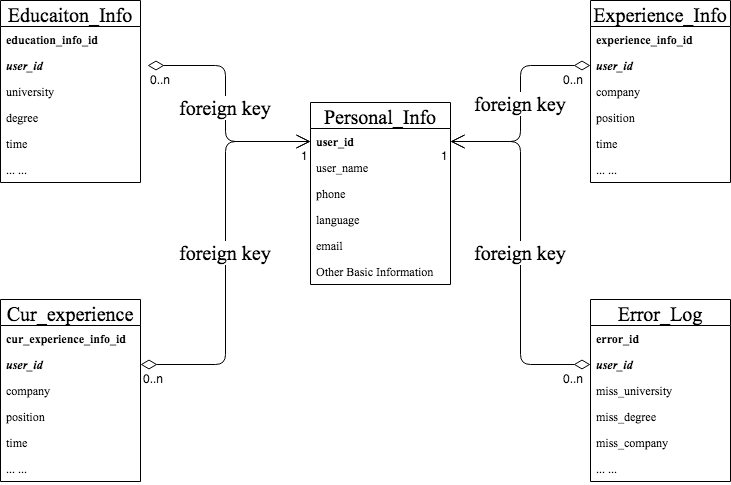 Educaiton_Info
education_info_id
user_id
university
degree
time
... ...
0..n
foreign key
Experience_Info
experience_info_id
user_id
company
position
time
... ...
0..n
foreign key
Personal_Info
user_id
user_name
phone
language
email
Other Basic Information
1
1
Cur_experience
cur_experience_info_id
user_id
company
position
time
... ...
0..n
foreign key
Error_Log
error_id
user_id
miss_university
miss_degree
miss_company
... ...
0..n
foreign key